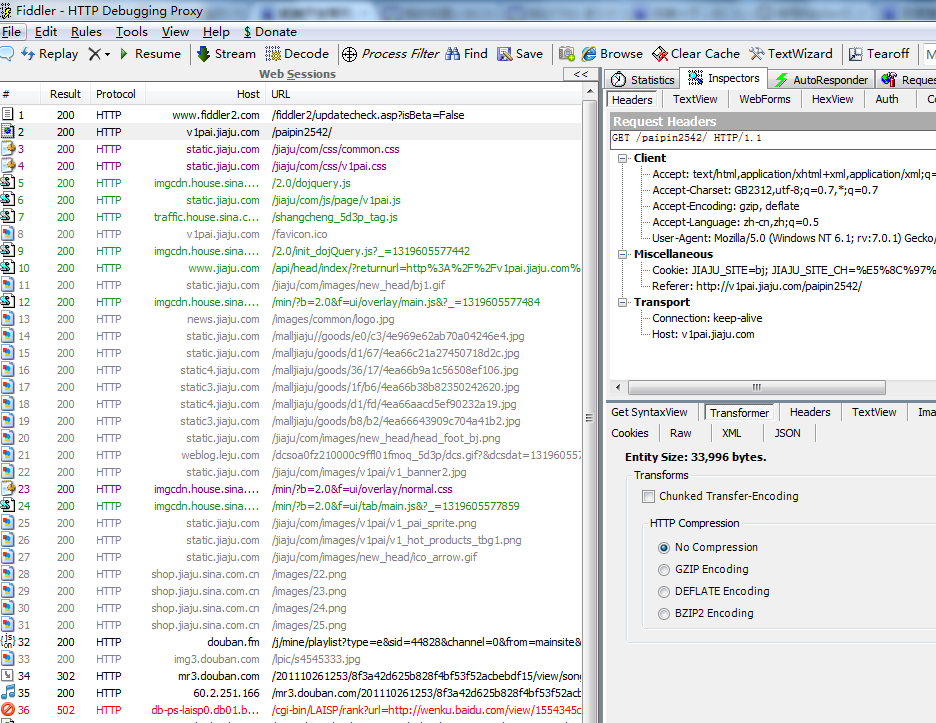 Fiddler - HTTP Debugging Proxy
File Edit Rules Tools View Help $ Donate
Replay Resume Stream Decode Process Filter Find Save Browse Clear Cache TextWizard Tearoff
Web Sessions <<
# Result Protocol Host URL
1 200 HTTP www.fiddler2.com /fiddler2/updatecheck.asp?isBeta=False
2 200 HTTP v1pai.jiaju.com /paipin2542/
3 200 HTTP static.jiaju.com /jiaju/com/css/common.css
4 200 HTTP static.jiaju.com /jiaju/com/css/v1pai.css
5 200 HTTP imgcdn.house.sina.... /2.0/dojquery.js
6 200 HTTP static.jiaju.com /jiaju/com/js/page/v1pai.js
7 200 HTTP traffic.house.sina.c... /shangcheng_5d3p_tag.js
8 200 HTTP v1pai.jiaju.com /favicon.ico
9 200 HTTP imgcdn.house.sina.... /2.0/init_dojQuery.js?_=1319605577442
10 200 HTTP www.jiaju.com /api/head/index/?returnurl=http%3A%2F%2Fv1pai.jiaju.com%
11 200 HTTP static.jiaju.com /jiaju/com/images/new_head/bj1.gif
12 200 HTTP imgcdn.house.sina.... /min/?b=2.0&f=ui/overlay/main.js&?_=1319605577484
13 200 HTTP news.jiaju.com /images/common/logo.jpg
14 200 HTTP static.jiaju.com /malljiaju//goods/e0/c3/4e969e62ab70a04246e4.jpg
15 200 HTTP static.jiaju.com /malljiaju/goods/d1/67/4ea66c21a27450718d2c.jpg
16 200 HTTP static4.jiaju.com /malljiaju/goods/36/17/4ea66b9a1c56508ef106.jpg
17 200 HTTP static3.jiaju.com /malljiaju/goods/1f/b6/4ea66b38b82350242620.jpg
18 200 HTTP static4.jiaju.com /malljiaju/goods/d1/fd/4ea66aacd5ef90232a19.jpg
19 200 HTTP static3.jiaju.com /malljiaju/goods/b8/b2/4ea66643909c704a41b2.jpg
20 200 HTTP static.jiaju.com /jiaju/com/images/new_head/head_foot_bj.png
21 200 HTTP weblog.leju.com /dcsoa0fz210000c9ff01fmoq_5d3p/dcs.gif?&dcsdat=131960557
22 200 HTTP static.jiaju.com /jiaju/com/images/v1pai/v1_banner2.jpg
23 200 HTTP imgcdn.house.sina.... /min/?b=2.0&f=ui/overlay/normal.css
24 200 HTTP imgcdn.house.sina.... /min/?b=2.0&f=ui/tab/main.js&?_=1319605577859
25 200 HTTP static.jiaju.com /jiaju/com/images/v1pai/v1_pai_sprite.png
26 200 HTTP static.jiaju.com /jiaju/com/images/v1pai/v1_hot_products_tbg1.png
27 200 HTTP static.jiaju.com /jiaju/com/images/new_head/ico_arrow.gif
28 200 HTTP shop.jiaju.sina.com.cn /images/22.png
29 200 HTTP shop.jiaju.sina.com.cn /images/23.png
30 200 HTTP shop.jiaju.sina.com.cn /images/24.png
31 200 HTTP shop.jiaju.sina.com.cn /images/25.png
32 200 HTTP douban.fm /j/mine/playlist?type=e&sid=44828&channel=0&from=mainsite&
33 200 HTTP img3.douban.com /lpic/s4545333.jpg
34 302 HTTP mr3.douban.com /201110261253/8f3a42d625b828f4bf53f52acbebdf15/view/song
35 200 HTTP 60.2.251.166 /mr3.douban.com/201110261253/8f3a42d625b828f4bf53f52acb
36 502 HTTP db-ps-laisp0.db01.b... /cgi-bin/LAISP/rank?url=http://wenku.baidu.com/view/1554345c
Statistics Inspectors AutoResponder Reques
Headers TextView WebForms HexView Auth
Request Headers
GET /paipin2542/ HTTP/1.1
Client
Accept: text/html,application/xhtml+xml,application/xml;q=
Accept-Charset: GB2312,utf-8;q=0.7,*;q=0.7
Accept-Encoding: gzip, deflate
Accept-Language: zh-cn,zh;q=0.5
User-Agent: Mozilla/5.0 (Windows NT 6.1; rv:7.0.1) Gecko/
Miscellaneous
Cookie: JIAJU_SITE=bj; JIAJU_SITE_CH=%E5%8C%97%
Referer: http://v1pai.jiaju.com/paipin2542/
Transport
Connection: keep-alive
Host: v1pai.jiaju.com
Get SyntaxView Transformer Headers TextView Ima
Cookies Raw XML JSON
Entity Size: 33,996 bytes.
Transforms
Chunked Transfer-Encoding
HTTP Compression
No Compression
GZIP Encoding
DEFLATE Encoding
BZIP2 Encoding